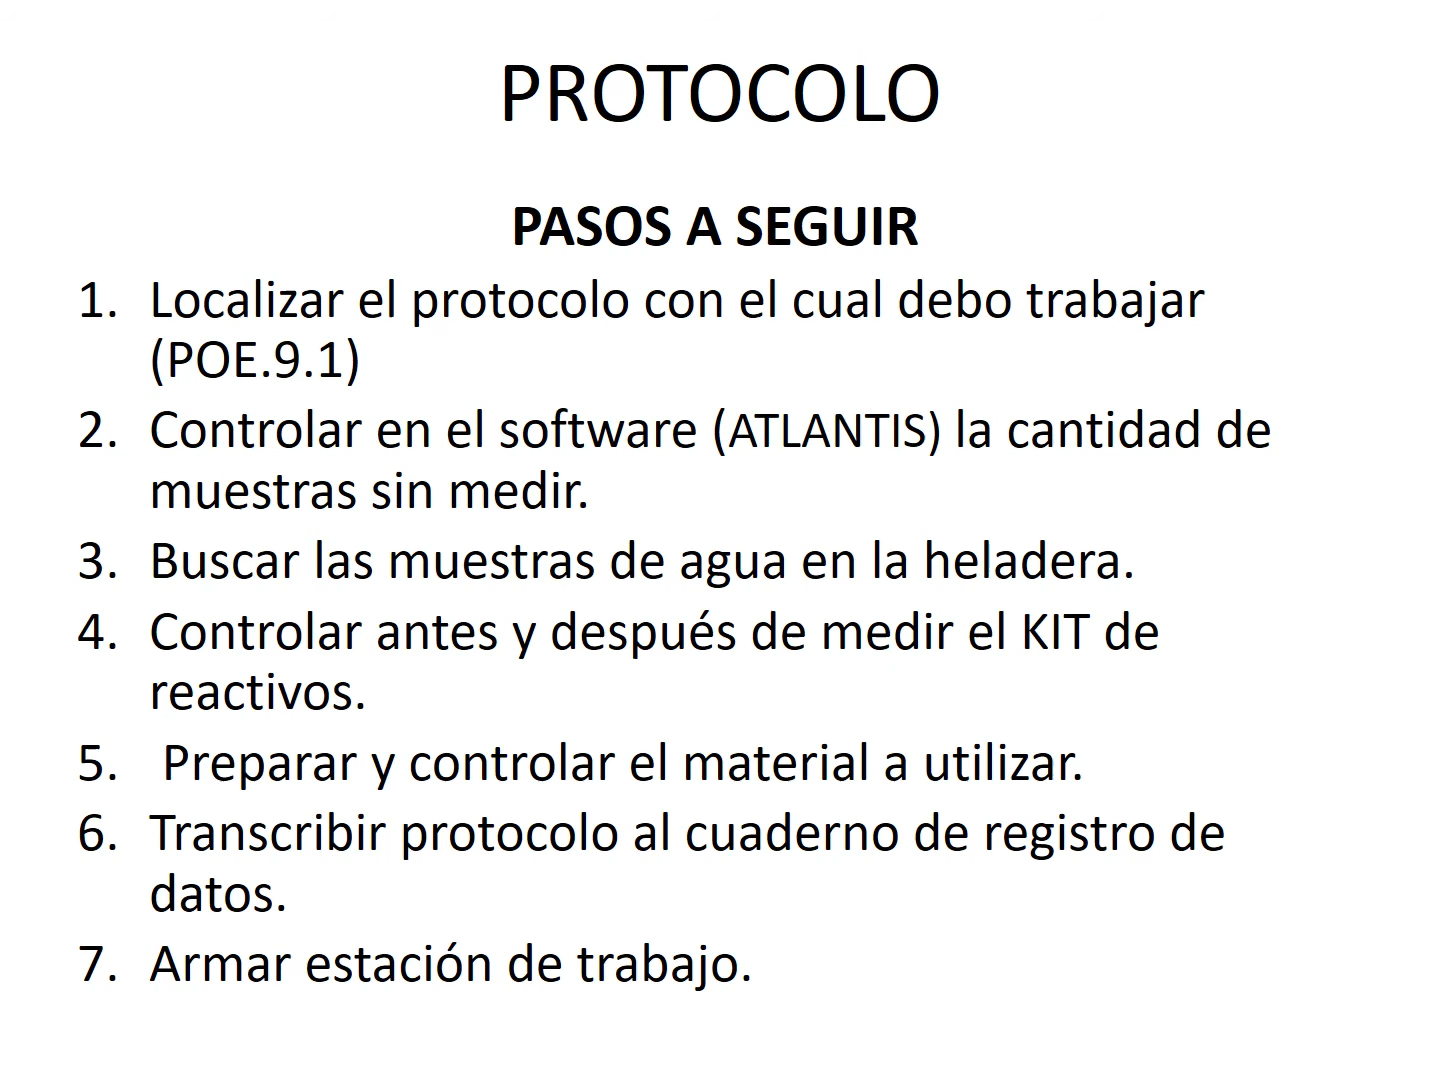 PROTOCOLO
PASOS A SEGUIR
1. Localizar el protocolo con el cual debo trabajar
(POE.9.1)
2. Controlar en el software (ATLANTIS) la cantidad de
muestras sin medir.
3. Buscar las muestras de agua en la heladera.
4. Controlar antes y después de medir el KIT de
reactivos.
5. Preparar y controlar el material a utilizar.
6. Transcribir protocolo al cuaderno de registro de
datos.
7. Armar estación de trabajo.